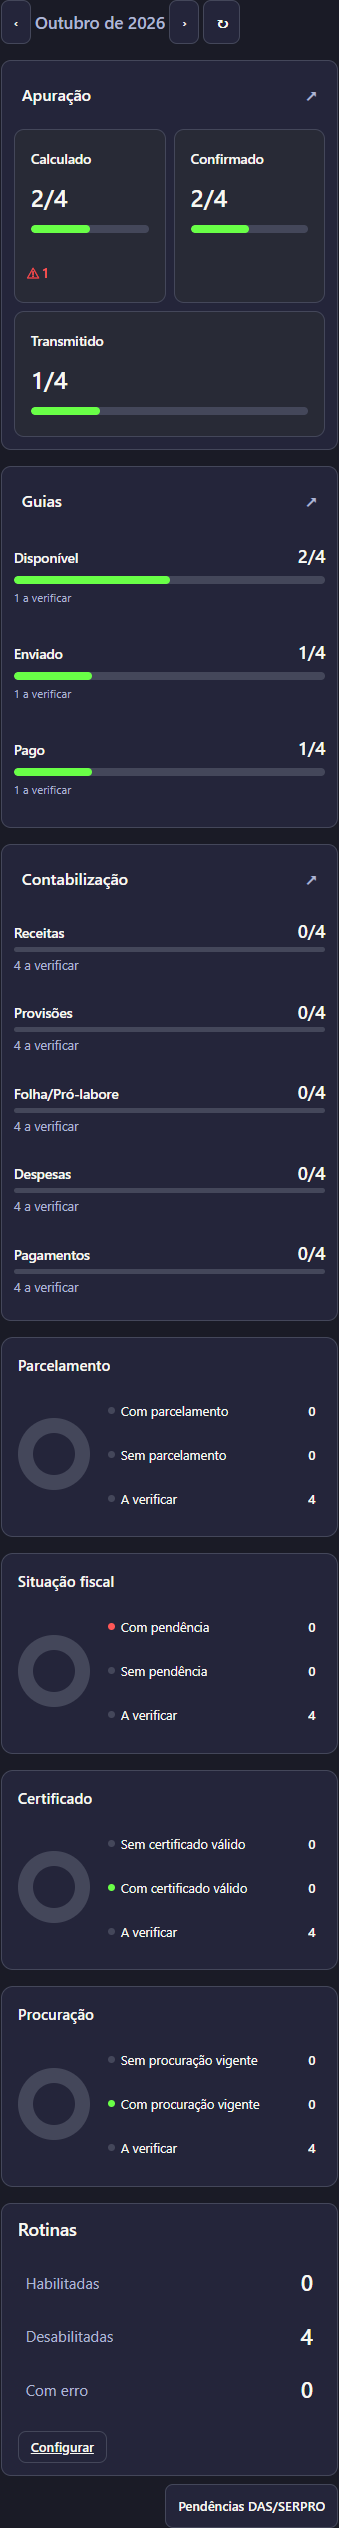 ‹ Outubro de 2026 › ↻
Apuração ↗
Calculado
2/4
⚠ 1
Confirmado
2/4
Transmitido
1/4
Guias ↗
Disponível 2/4
1 a verificar
Enviado 1/4
1 a verificar
Pago 1/4
1 a verificar
Contabilização ↗
Receitas 0/4
4 a verificar
Provisões 0/4
4 a verificar
Folha/Pró-labore 0/4
4 a verificar
Despesas 0/4
4 a verificar
Pagamentos 0/4
4 a verificar
Parcelamento
Com parcelamento 0
Sem parcelamento 0
A verificar 4
Situação fiscal
Com pendência 0
Sem pendência 0
A verificar 4
Certificado
Sem certificado válido 0
Com certificado válido 0
A verificar 4
Procuração
Sem procuração vigente 0
Com procuração vigente 0
A verificar 4
Rotinas
Habilitadas 0
Desabilitadas 4
Com erro 0
Configurar
Pendências DAS/SERPRO